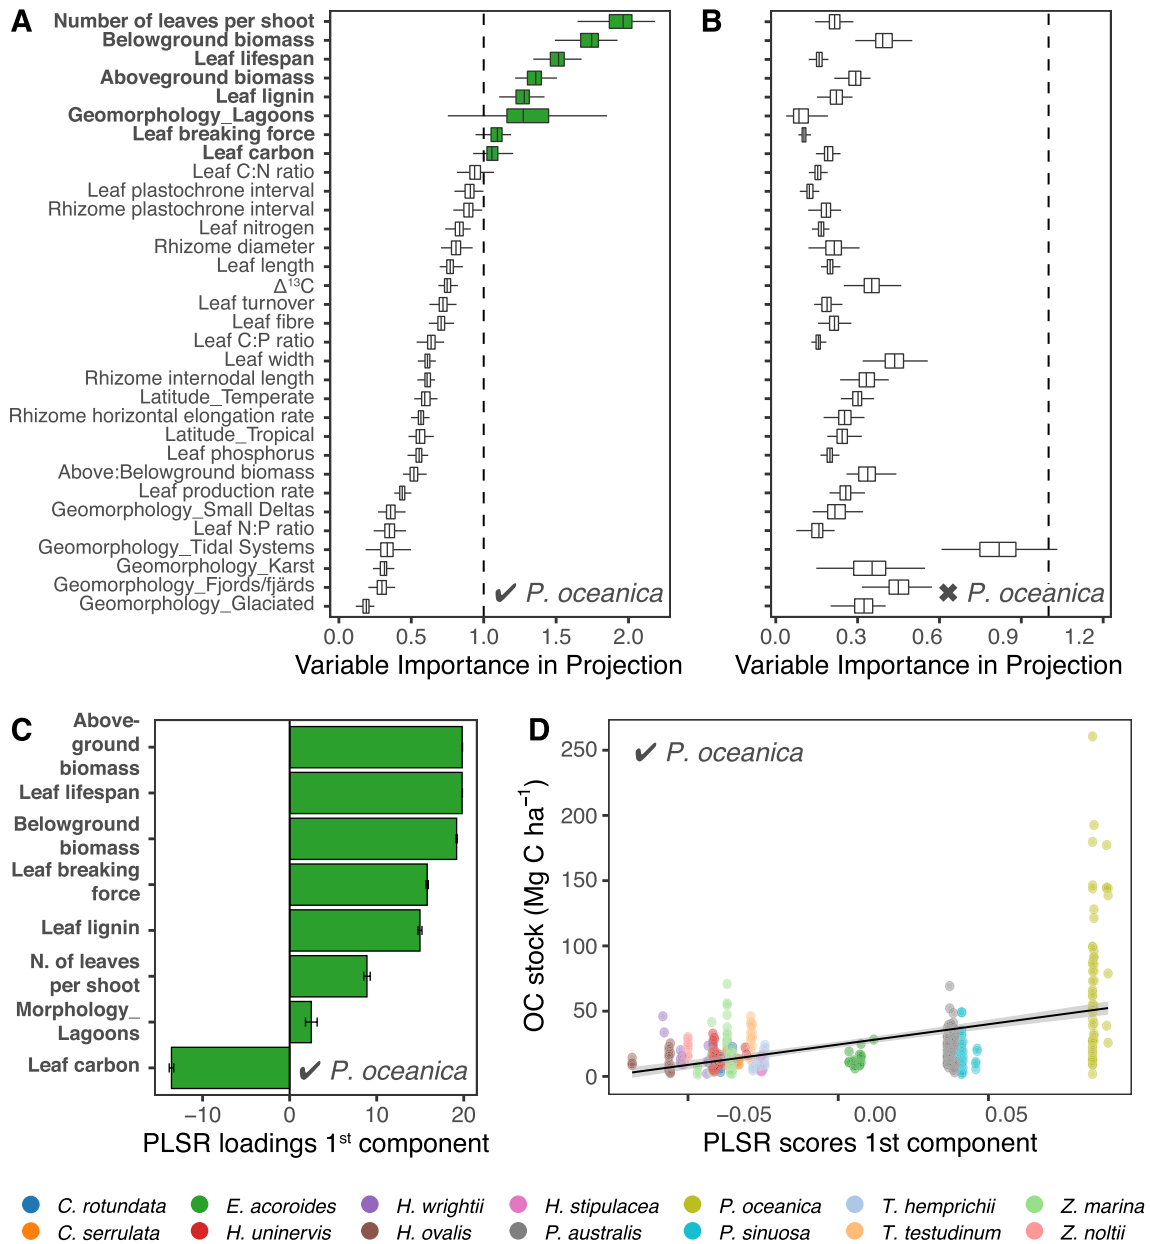 A
B
Number of leaves per shoot
Belowground biomass
Leaf lifespan
Aboveground biomass
Leaf lignin
Geomorphology_Lagoons
Leaf breaking force
Leaf carbon
Leaf C:N ratio
Leaf plastochrone interval
Rhizome plastochrone interval
Leaf nitrogen
Rhizome diameter
Leaf length
Δ¹³C
Leaf turnover
Leaf fibre
Leaf C:P ratio
Leaf width
Rhizome internodal length
Latitude_Temperate
Rhizome horizontal elongation rate
Latitude_Tropical
Leaf phosphorus
Above:Belowground biomass
Leaf production rate
Geomorphology_Small Deltas
Leaf N:P ratio
Geomorphology_Tidal Systems
Geomorphology_Karst
Geomorphology_Fjords/fjärds
Geomorphology_Glaciated
✔ P. oceanica
✖ P. oceanica
0.0 0.5 1.0 1.5 2.0
0.0 0.3 0.6 0.9 1.2
Variable Importance in Projection
Variable Importance in Projection
C
Above-
ground
biomass
Leaf lifespan
Belowground
biomass
Leaf breaking
force
Leaf lignin
N. of leaves
per shoot
Morphology_
Lagoons
Leaf carbon
✔ P. oceanica
−10 0 10 20
PLSR loadings 1ˢᵗ component
D
✔ P. oceanica
OC stock (Mg C ha⁻¹)
250
200
150
100
50
0
−0.05 0.00 0.05
PLSR scores 1st component
C. rotundata E. acoroides H. wrightii H. stipulacea P. oceanica T. hemprichii Z. marina
C. serrulata H. uninervis H. ovalis P. australis P. sinuosa T. testudinum Z. noltii